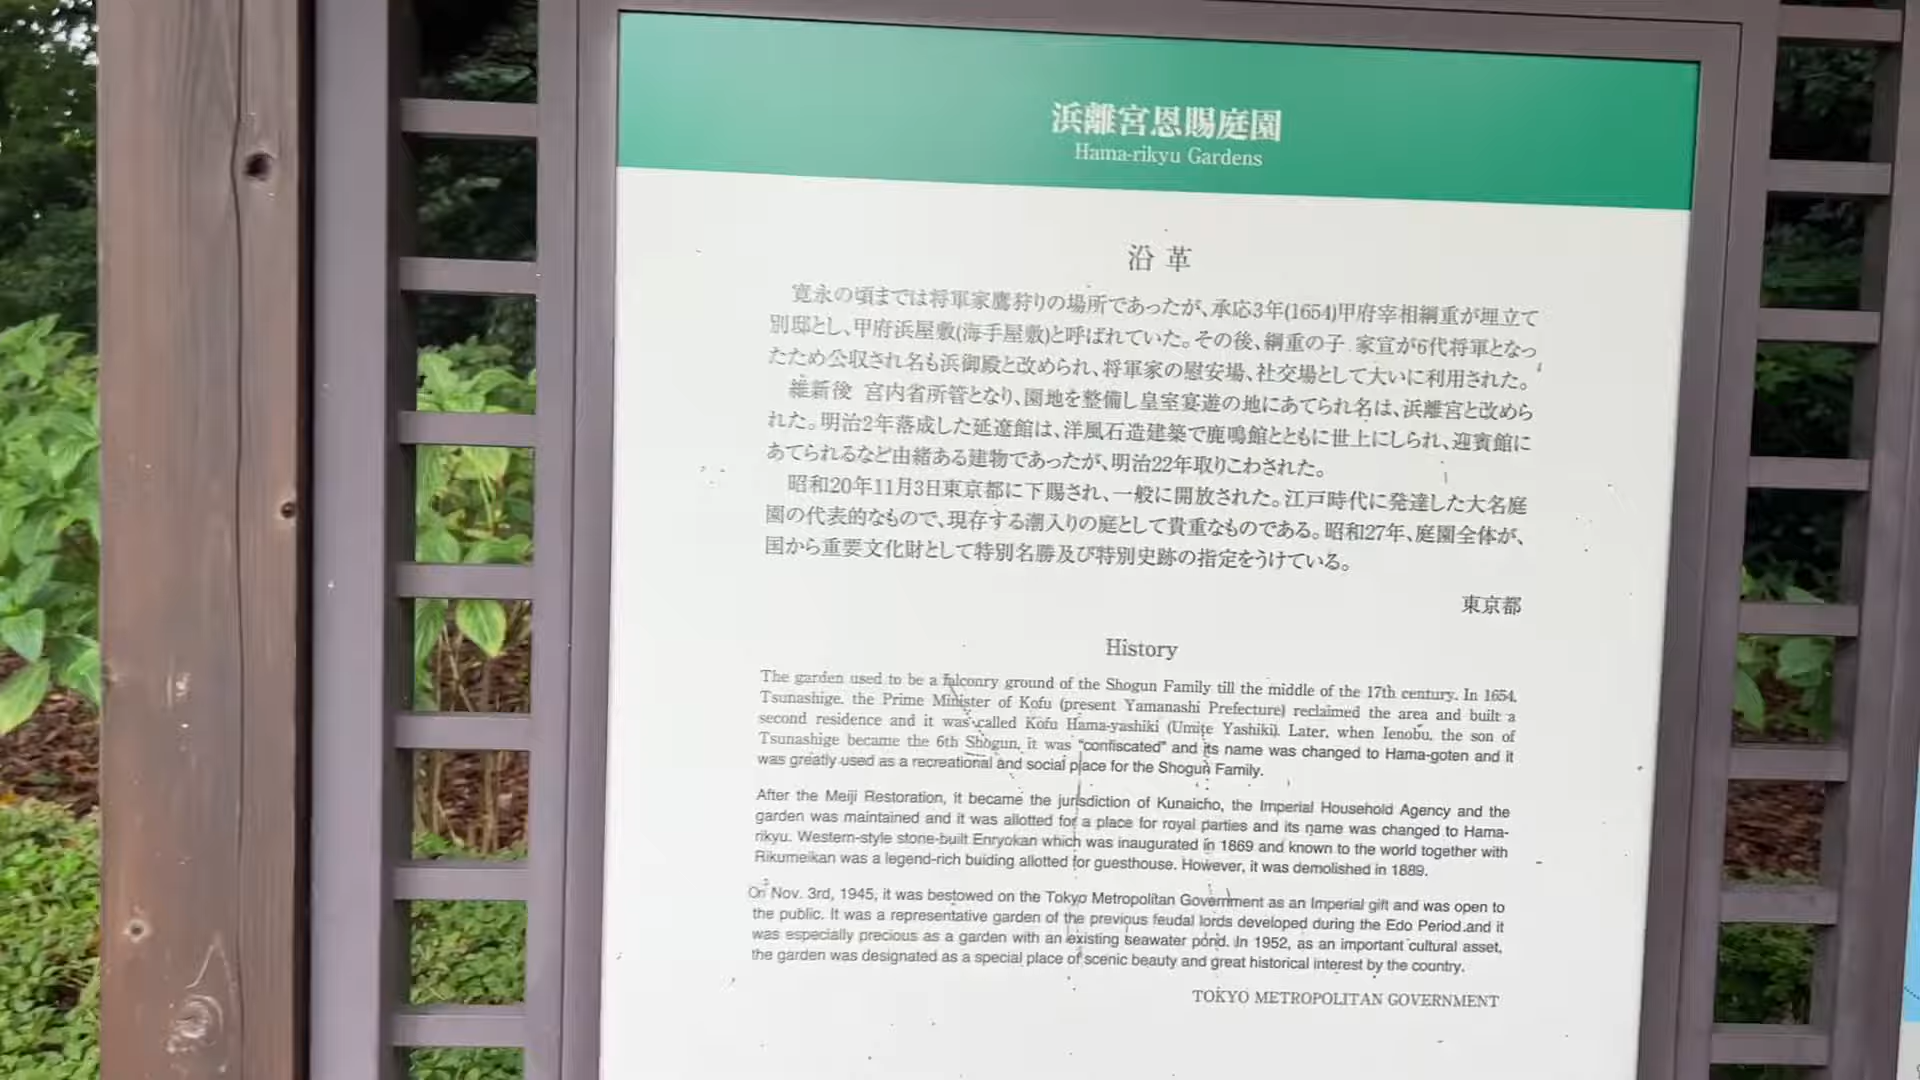 浜離宮恩賜庭園
Hama-rikyu Gardens
沿革
寛永の頃までは将軍家鷹狩りの場所であったが、承応3年(1654)甲府宰相綱重が埋立て
別邸とし、甲府浜屋敷(海手屋敷)と呼ばれていた。その後、綱重の子 家宣が6代将軍となっ
たため公収され名も浜御殿と改められ、将軍家の慰安場、社交場として大いに利用された。
維新後 宮内省所管となり、園地を整備し皇室宴遊の地にあてられ名は、浜離宮と改めら
れた。明治2年落成した延遼館は、洋風石造建築で鹿鳴館とともに世上にしられ、迎賓館に
あてられるなど由緒ある建物であったが、明治22年取りこわされた。
昭和20年11月3日東京都に下賜され、一般に開放された。江戸時代に発達した大名庭
園の代表的なもので、現存する潮入りの庭として貴重なものである。昭和27年、庭園全体が、
国から重要文化財として特別名勝及び特別史跡の指定をうけている。
東京都
History
The garden used to be a falconry ground of the Shogun Family till the middle of the 17th century. In 1654,
Tsunashige, the Prime Minister of Kofu (present Yamanashi Prefecture) reclaimed the area and built a
second residence and it was called Kofu Hama-yashiki (Umite Yashiki). Later, when Ienobu, the son of
Tsunashige became the 6th Shogun, it was "confiscated" and its name was changed to Hama-goten and it
was greatly used as a recreational and social place for the Shogun Family.
After the Meiji Restoration, it became the jurisdiction of Kunaicho, the Imperial Household Agency and the
garden was maintained and it was allotted for a place for royal parties and its name was changed to Hama-
rikyu. Western-style stone-built Enryokan which was inaugurated in 1869 and known to the world together with
Rikumeikan was a legend-rich buiding allotted for guesthouse. However, it was demolished in 1889.
On Nov. 3rd, 1945, it was bestowed on the Tokyo Metropolitan Government as an Imperial gift and was open to
the public. It was a representative garden of the previous feudal lords developed during the Edo Period.and it
was especially precious as a garden with an existing seawater pond. In 1952, as an important cultural asset,
the garden was designated as a special place of scenic beauty and great historical interest by the country.
TOKYO METROPOLITAN GOVERNMENT